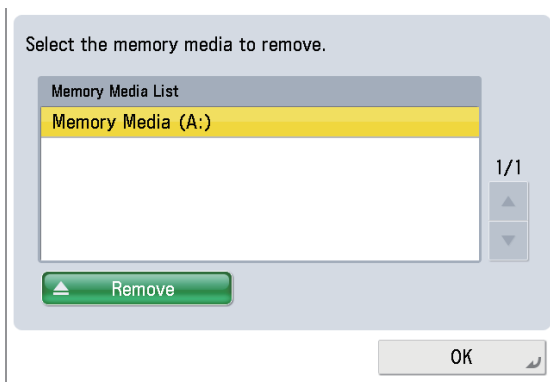 Select the memory media to remove.
Memory Media List
Memory Media (A:)
1/1
Remove
OK